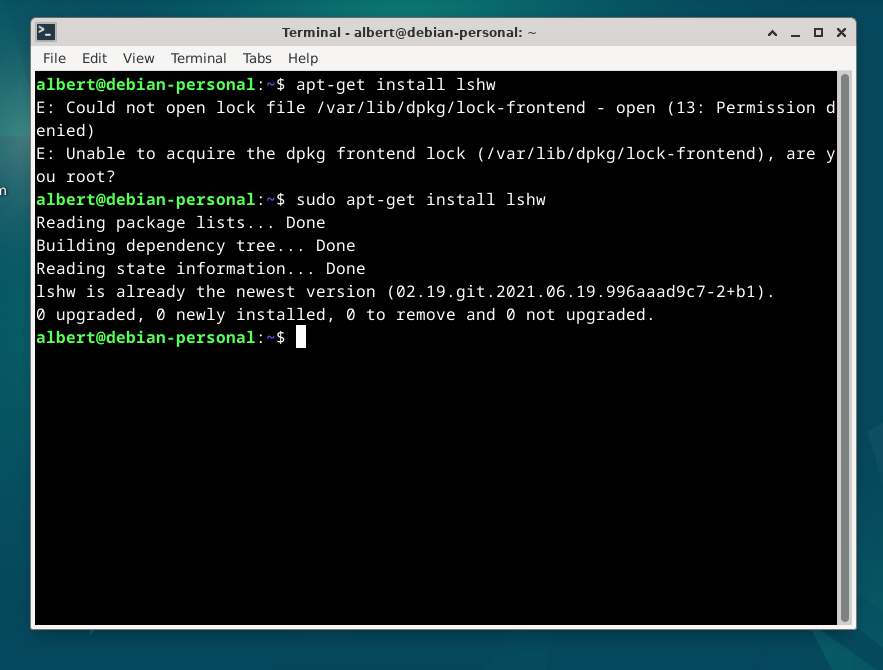 Terminal - albert@debian-personal: ~
File Edit View Terminal Tabs Help
albert@debian-personal:~$ apt-get install lshw
E: Could not open lock file /var/lib/dpkg/lock-frontend - open (13: Permission d
enied)
E: Unable to acquire the dpkg frontend lock (/var/lib/dpkg/lock-frontend), are y
ou root?
albert@debian-personal:~$ sudo apt-get install lshw
Reading package lists... Done
Building dependency tree... Done
Reading state information... Done
lshw is already the newest version (02.19.git.2021.06.19.996aaad9c7-2+b1).
0 upgraded, 0 newly installed, 0 to remove and 0 not upgraded.
albert@debian-personal:~$